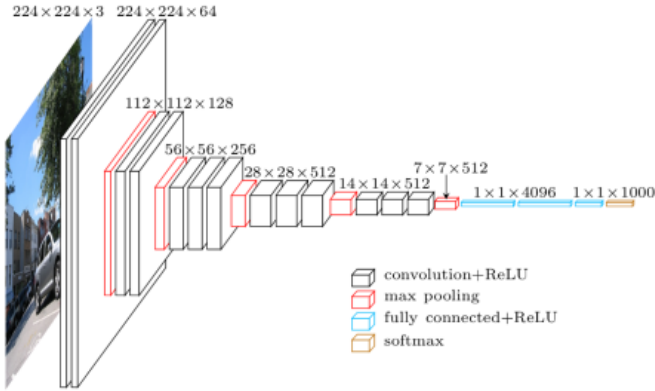 224×224×3 224×224×64
112×112×128
56×56×256
28×28×512
14×14×512
7×7×512
1×1×4096 1×1×1000
convolution+ReLU
max pooling
fully connected+ReLU
softmax